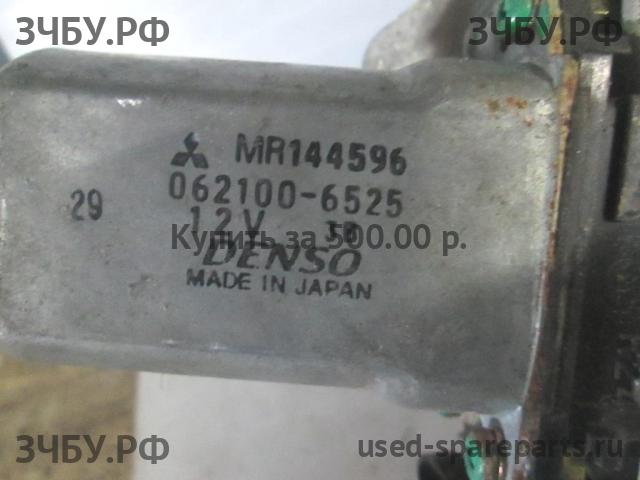 ЗЧБУ.РФ
ЗЧБУ.РФ
MR144596
062100-6525
29
12V
Купить за 500.00 р.
DENSO
MADE IN JAPAN
ЗЧБУ.РФ
used-spareparts.ru